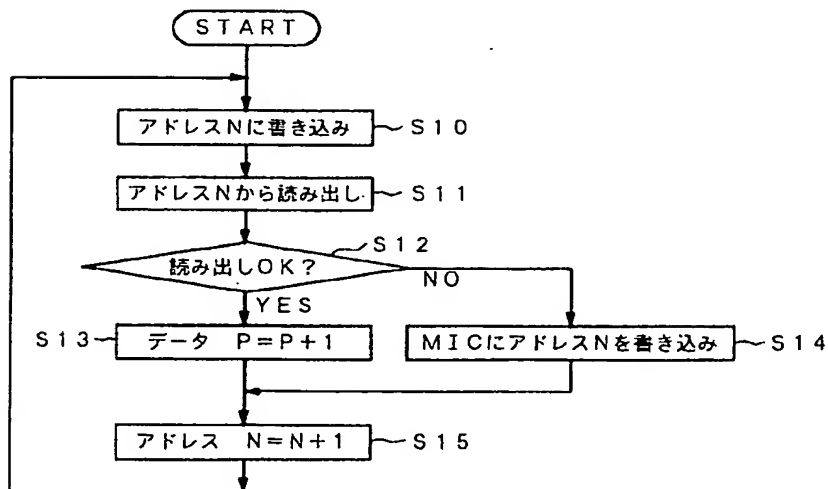 ＳＴＡＲＴ
アドレスＮに書き込み
Ｓ１０
アドレスＮから読み出し
Ｓ１１
Ｓ１２
読み出しＯＫ？
ＮＯ
ＹＥＳ
Ｓ１３
データ　Ｐ＝Ｐ＋１
ＭＩＣにアドレスＮを書き込み
Ｓ１４
アドレス　Ｎ＝Ｎ＋１
Ｓ１５